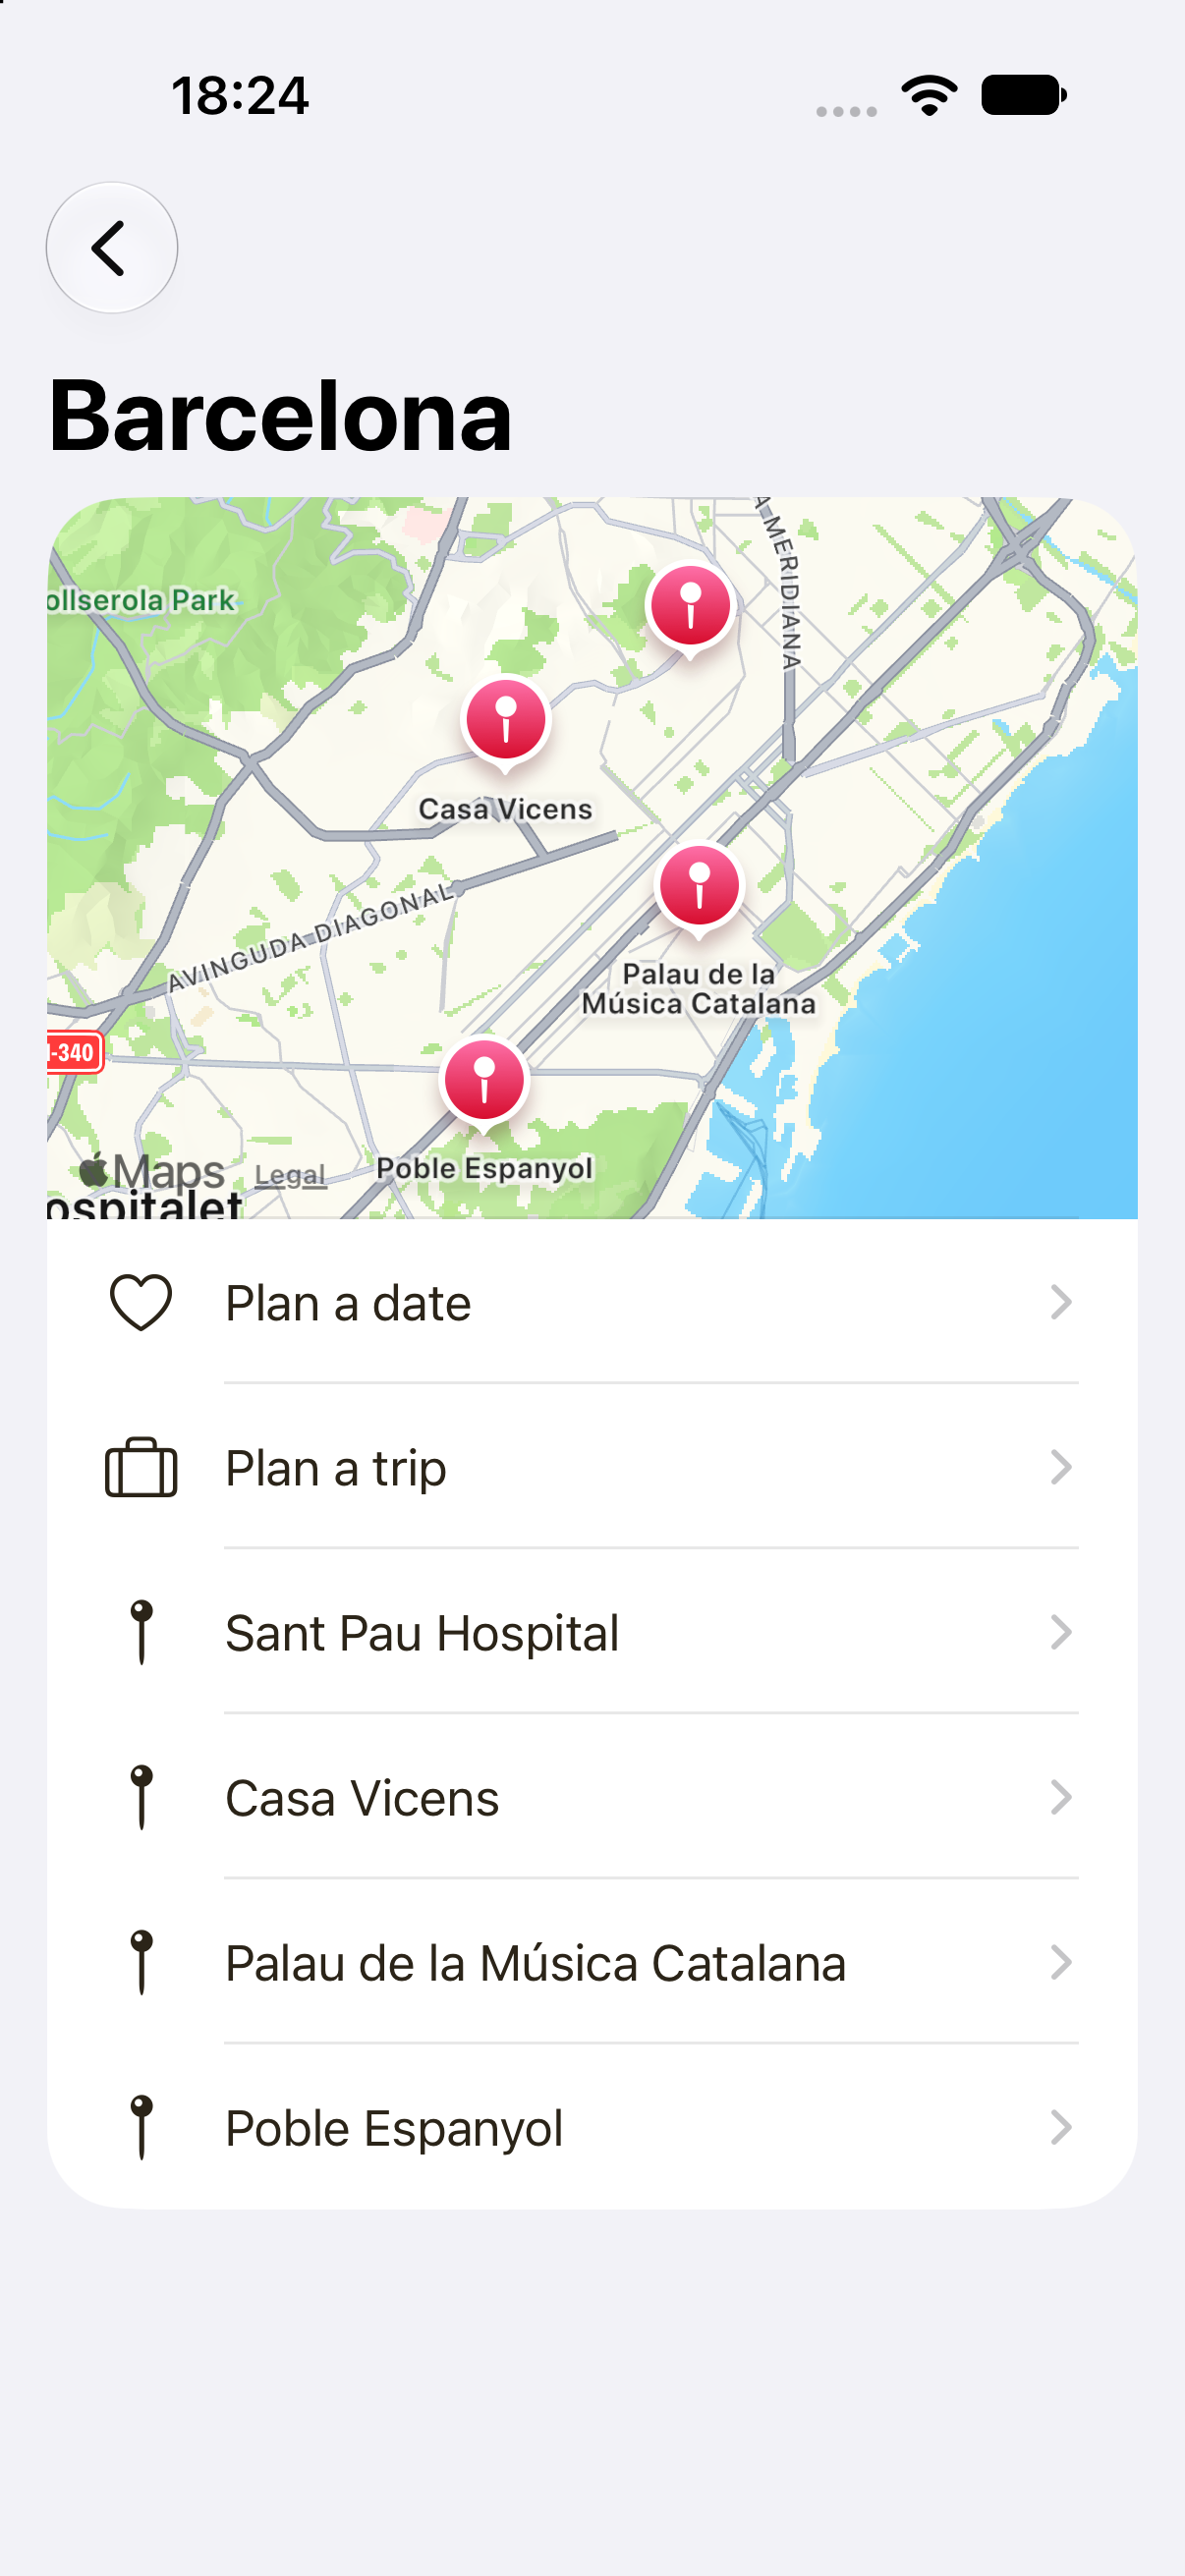 18:24
Barcelona
ollserola Park
A MERIDIANA
Casa Vicens
AVINGUDA DIAGONAL
Palau de la
Música Catalana
-340
Poble Espanyol
Maps Legal
ospitalet
Plan a date
Plan a trip
Sant Pau Hospital
Casa Vicens
Palau de la Música Catalana
Poble Espanyol